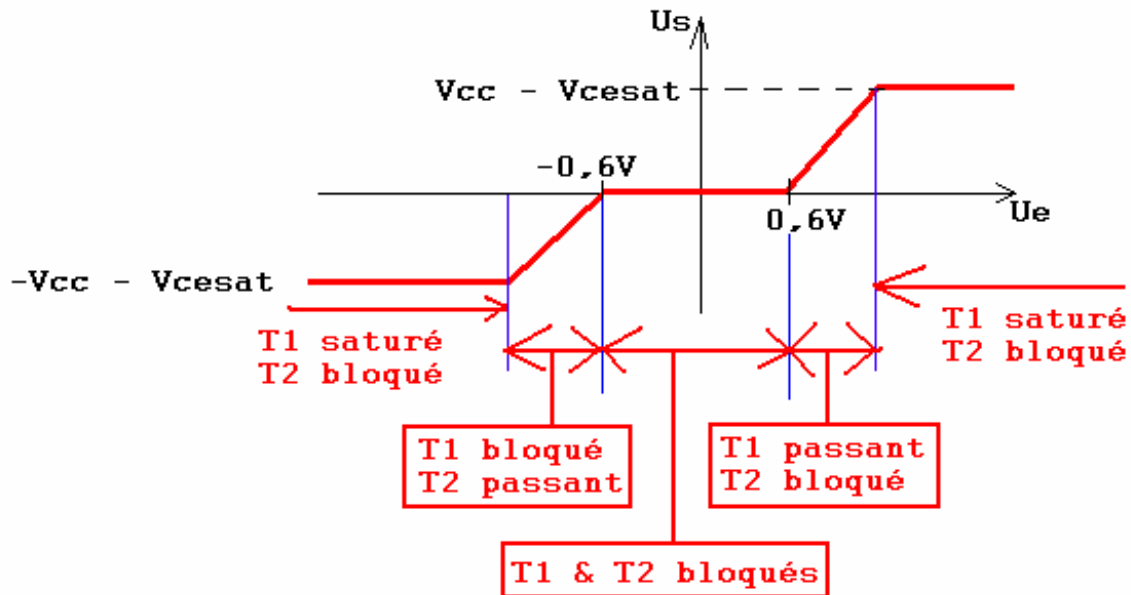 Us
Vcc - Vcesat
-0,6V
0,6V
Ue
-Vcc - Vcesat
T1 saturé
T2 bloqué
T1 saturé
T2 bloqué
T1 bloqué
T2 passant
T1 passant
T2 bloqué
T1 & T2 bloqués